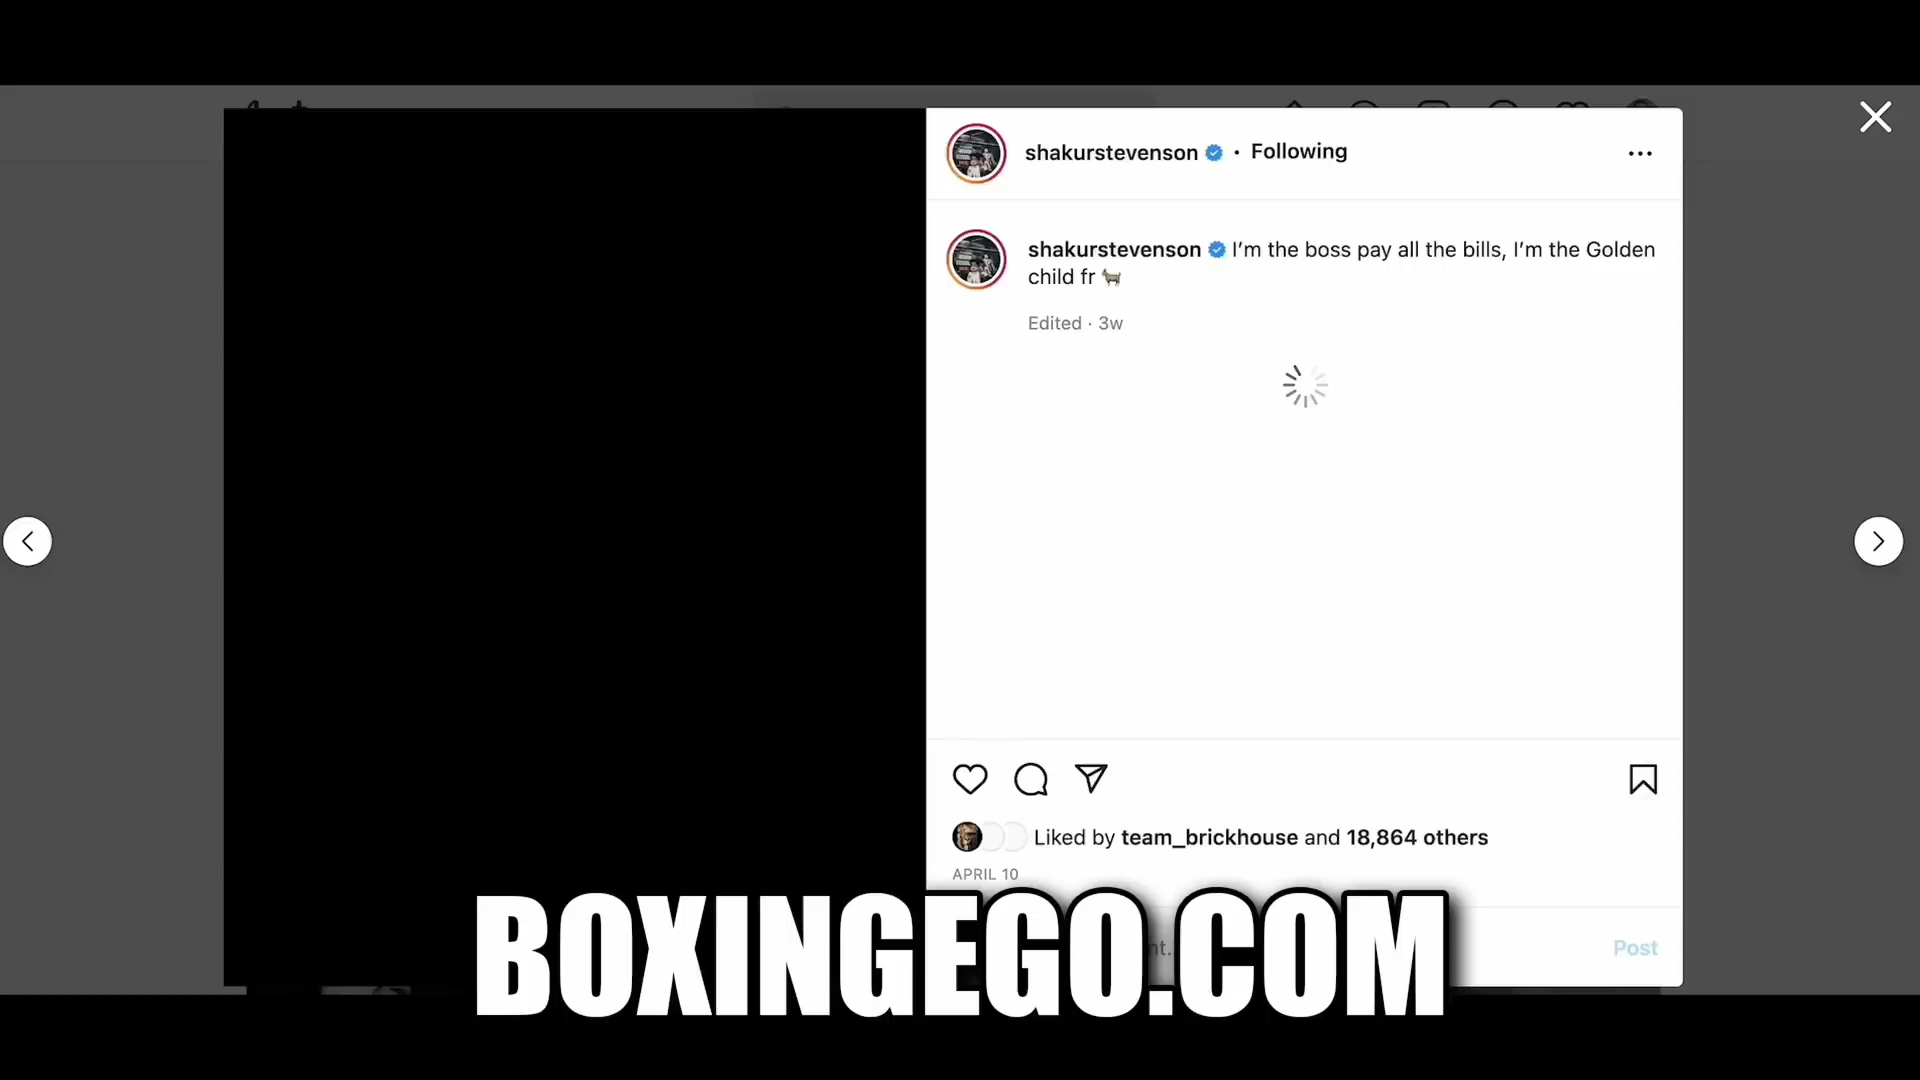 shakurstevenson • Following
shakurstevenson I’m the boss pay all the bills, I’m the Golden
child fr 🐐
Edited · 3w
Liked by team_brickhouse and 18,864 others
APRIL 10
Post
BOXINGEGO.COM